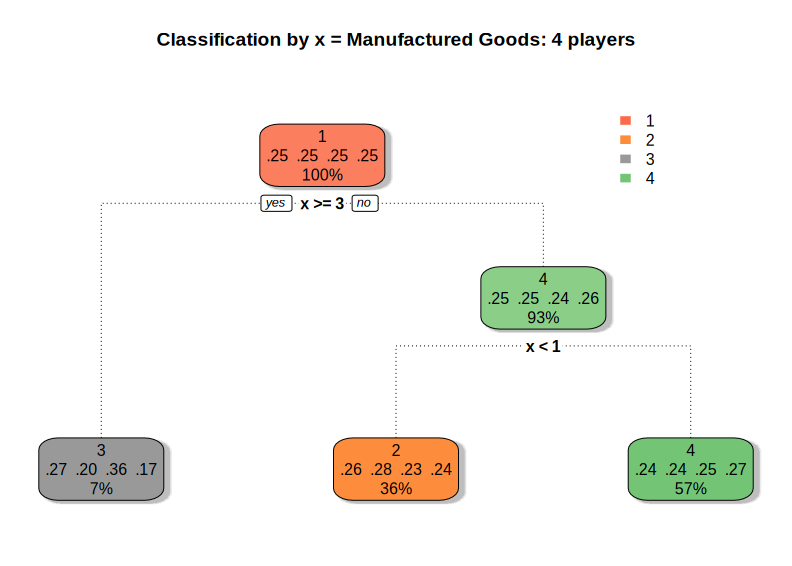 Classification by x = Manufactured Goods: 4 players
1
2
3
4
1
.25 .25 .25 .25
100%
yes x >= 3 no
4
.25 .25 .24 .26
93%
x < 1
3
.27 .20 .36 .17
7%
2
.26 .28 .23 .24
36%
4
.24 .24 .25 .27
57%